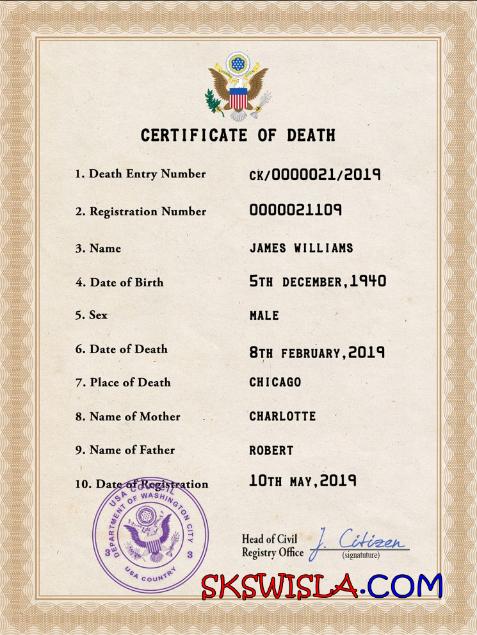 CERTIFICATE OF DEATH
1. Death Entry Number CK/0000021/2019
2. Registration Number 0000021109
3. Name JAMES WILLIAMS
4. Date of Birth 5TH DECEMBER,1940
5. Sex MALE
6. Date of Death 8TH FEBRUARY,2019
7. Place of Death CHICAGO
8. Name of Mother CHARLOTTE
9. Name of Father ROBERT
10. Date of Registration 10TH MAY,2019
USA COUNCIL
DEPARTMENT OF WASHINGTON CITY
3 3
USA COUNTRY
Head of Civil
Registry Office J. Citizen
(signatuture)
SKSWISLA.COM